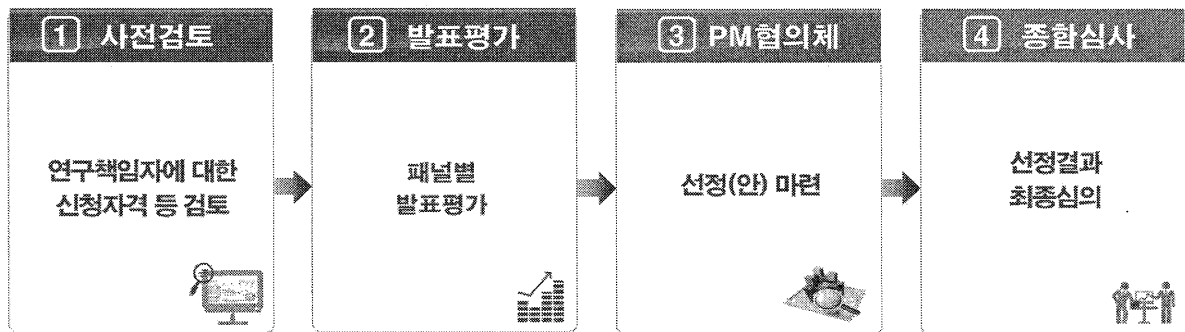 1 사전검토
연구책임자에 대한
신청자격 등 검토
2 발표평가
패널별
발표평가
3 PM협의체
선정(안) 마련
4 종합심사
선정결과
최종심의